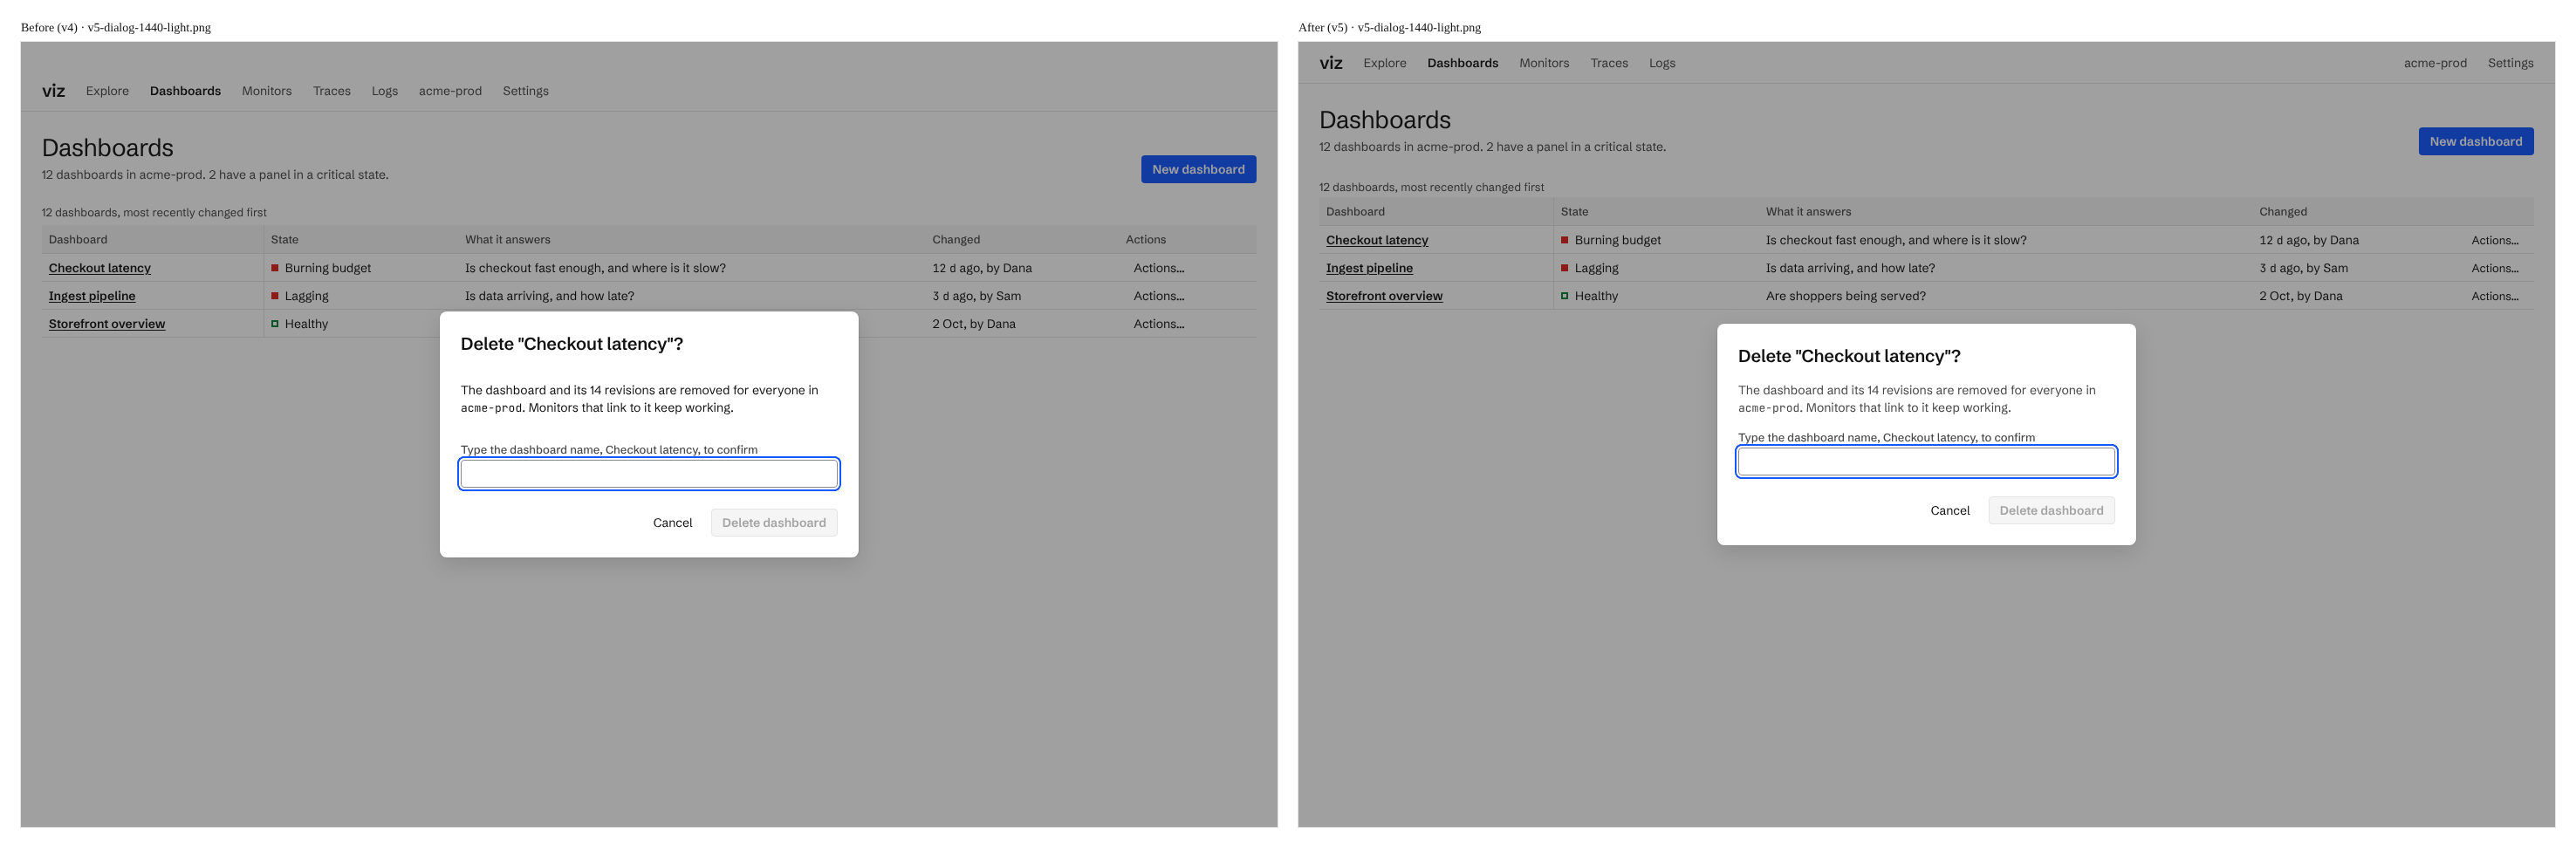 Before (v4) · v5-dialog-1440-light.png
viz Explore Dashboards Monitors Traces Logs acme-prod Settings
Dashboards
12 dashboards in acme-prod. 2 have a panel in a critical state.
New dashboard
12 dashboards, most recently changed first
Dashboard State What it answers Changed Actions
Checkout latency Burning budget Is checkout fast enough, and where is it slow? 12 d ago, by Dana Actions...
Ingest pipeline Lagging Is data arriving, and how late? 3 d ago, by Sam Actions...
Storefront overview Healthy 2 Oct, by Dana Actions...
Delete "Checkout latency"?
The dashboard and its 14 revisions are removed for everyone in
acme-prod. Monitors that link to it keep working.
Type the dashboard name, Checkout latency, to confirm
Cancel Delete dashboard
After (v5) · v5-dialog-1440-light.png
viz Explore Dashboards Monitors Traces Logs acme-prod Settings
Dashboards
12 dashboards in acme-prod. 2 have a panel in a critical state.
New dashboard
12 dashboards, most recently changed first
Dashboard State What it answers Changed
Checkout latency Burning budget Is checkout fast enough, and where is it slow? 12 d ago, by Dana Actions...
Ingest pipeline Lagging Is data arriving, and how late? 3 d ago, by Sam Actions...
Storefront overview Healthy Are shoppers being served? 2 Oct, by Dana Actions...
Delete "Checkout latency"?
The dashboard and its 14 revisions are removed for everyone in
acme-prod. Monitors that link to it keep working.
Type the dashboard name, Checkout latency, to confirm
Cancel Delete dashboard